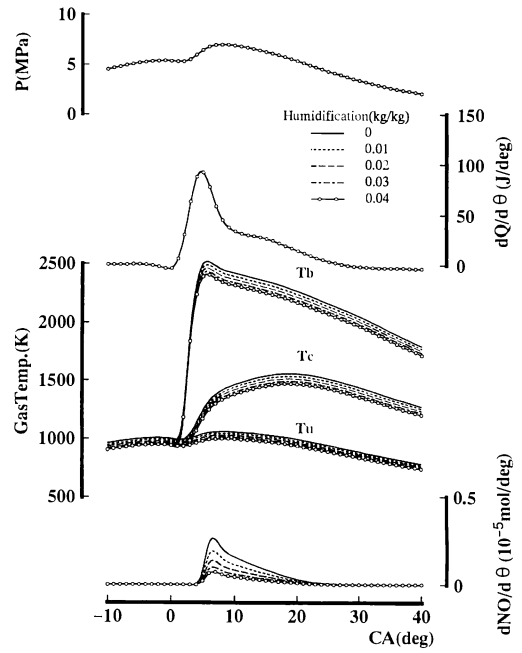 P(MPa)
10
5
0
Humidification(kg/kg)
0
0.01
0.02
0.03
0.04
150
100
50
0
dQ/d θ (J/deg)
2500
2000
1500
1000
500
GasTemp.(K)
Tb
Tc
Tu
0.5
0
dNO/d θ (10⁻⁵mol/deg)
−10
0
10
20
30
40
CA(deg)